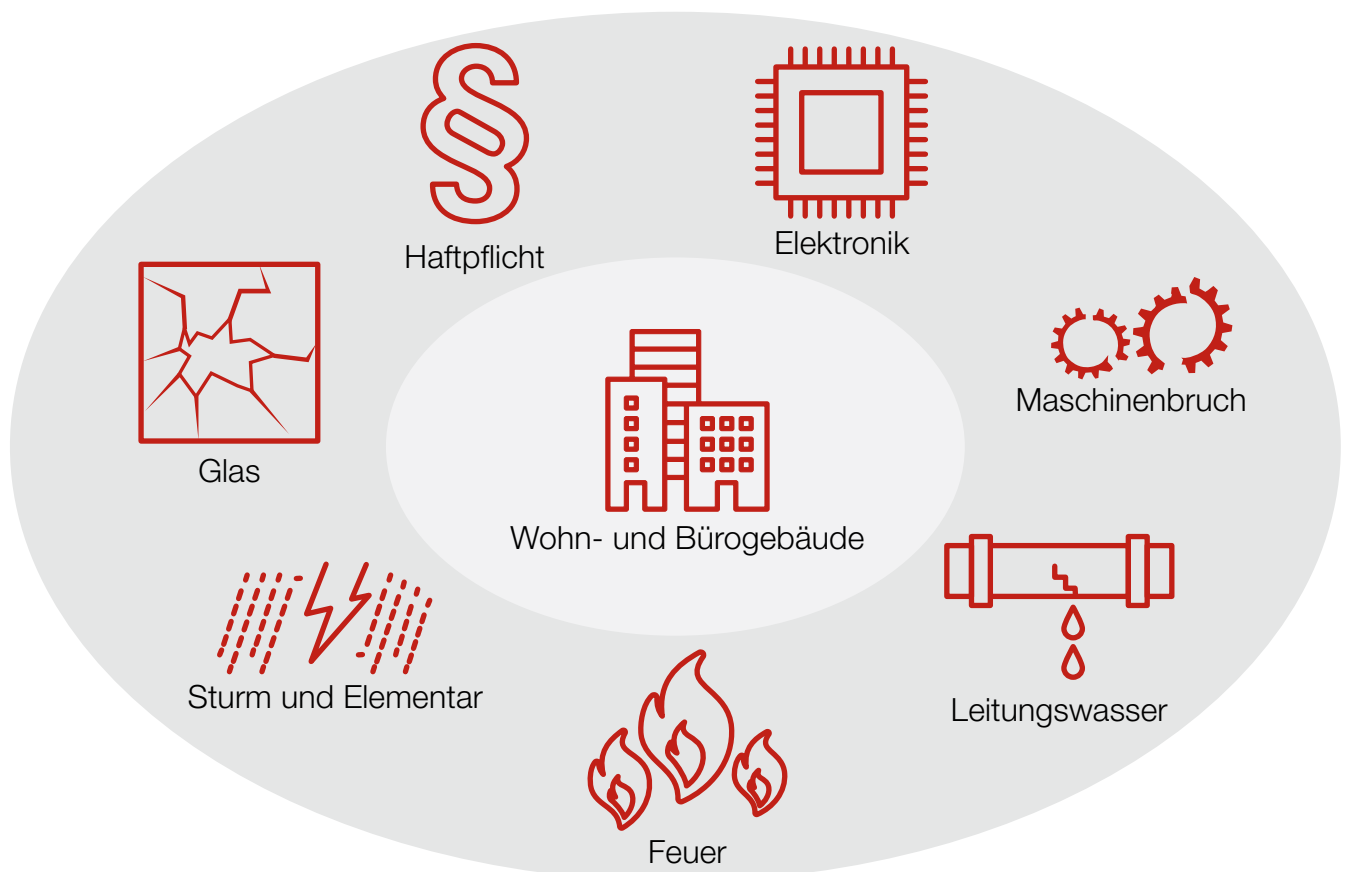 Elektronik
Haftpflicht
Maschinenbruch
Glas
Wohn- und Bürogebäude
Sturm und Elementar
Leitungswasser
Feuer